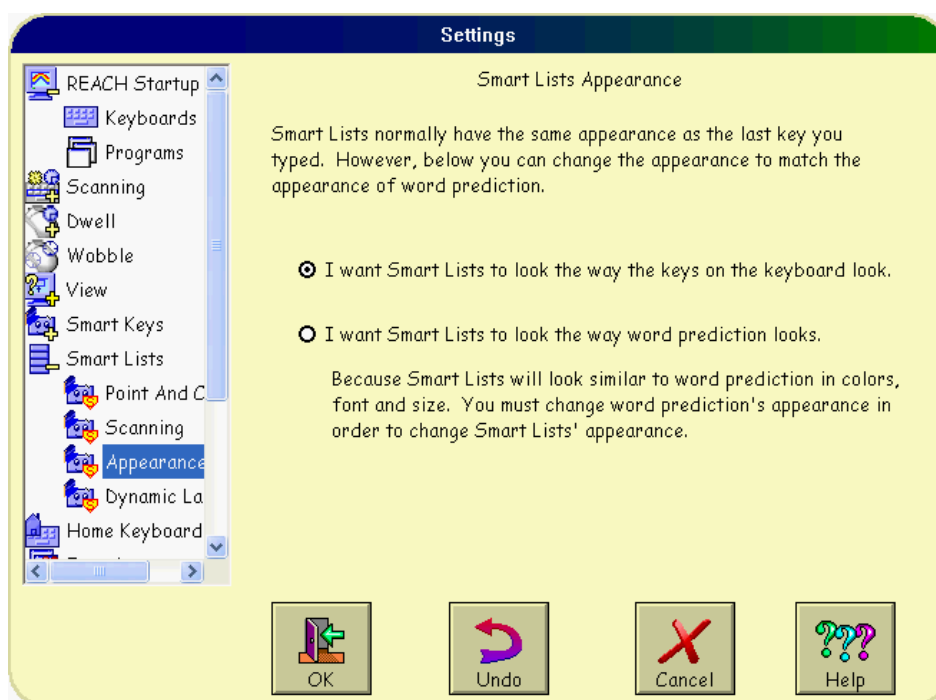 Settings
REACH Startup
Keyboards
Programs
Scanning
Dwell
Wobble
View
Smart Keys
Smart Lists
Point And C
Scanning
Appearance
Dynamic La
Home Keyboard
Smart Lists Appearance
Smart Lists normally have the same appearance as the last key you
typed. However, below you can change the appearance to match the
appearance of word prediction.
I want Smart Lists to look the way the keys on the keyboard look.
I want Smart Lists to look the way word prediction looks.
Because Smart Lists will look similar to word prediction in colors,
font and size. You must change word prediction's appearance in
order to change Smart Lists' appearance.
OK
Undo
Cancel
Help